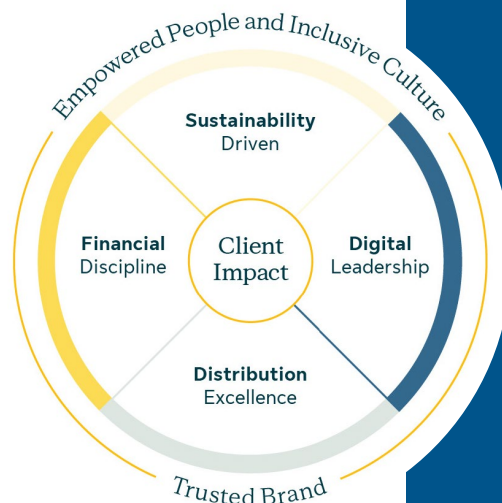 Empowered People and Inclusive Culture
Sustainability
Driven
Financial
Discipline
Client
Impact
Digital
Leadership
Distribution
Excellence
Trusted Brand